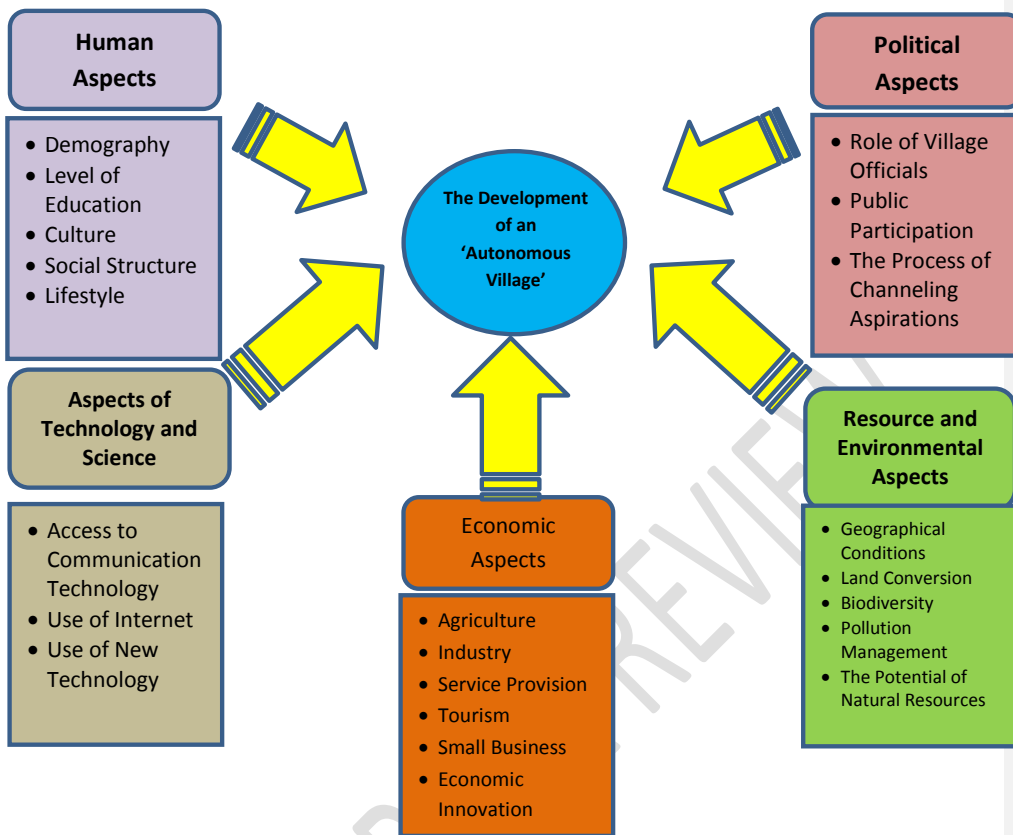 Human
Aspects
• Demography
• Level of
Education
• Culture
• Social Structure
• Lifestyle
Political
Aspects
• Role of Village
Officials
• Public
Participation
• The Process of
Channeling
Aspirations
The Development
of an
‘Autonomous
Village’
Aspects of
Technology and
Science
• Access to
Communication
Technology
• Use of Internet
• Use of New
Technology
Economic
Aspects
• Agriculture
• Industry
• Service Provision
• Tourism
• Small Business
• Economic
Innovation
Resource and
Environmental
Aspects
• Geographical
Conditions
• Land Conversion
• Biodiversity
• Pollution
Management
• The Potential of
Natural Resources